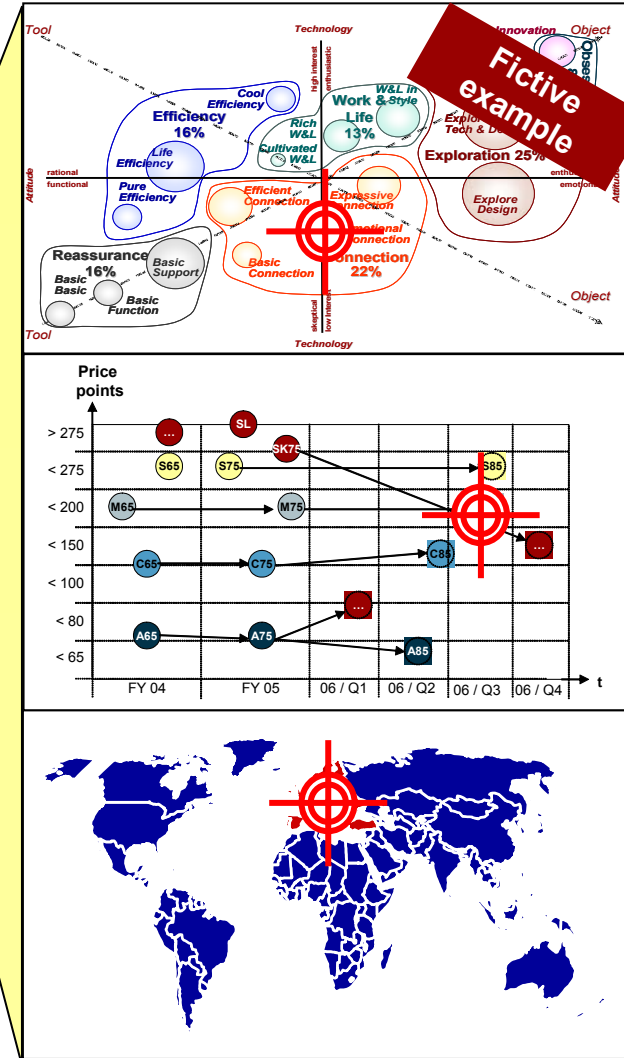 Tool
Technology
Innovation
Object
high interest
enthusiastic
Fictive
example
Cool
Efficiency
Efficiency
16%
W&L in
Style
Work &
Life
13%
Rich
W&L
Cultivated
W&L
Tech &
Exploration 25%
Life
Efficiency
Attitude
rational
functional
Pure
Efficiency
Efficient
Connection
Expressive
Connection
Explore
Design
Reassurance
16%
Basic
Support
Basic
Connection
Connection
22%
Basic
Basic
Basic
Function
skeptical
low interest
Object
Tool
Technology
Price
points
> 275
... SL
SK75
< 275
S65 S75 S85
< 200
M65 M75
< 150
C65 C75 C85 ...
< 100
< 80
...
A65 A75
< 65
A85
FY 04 FY 05 06 / Q1 06 / Q2 06 / Q3 06 / Q4
t